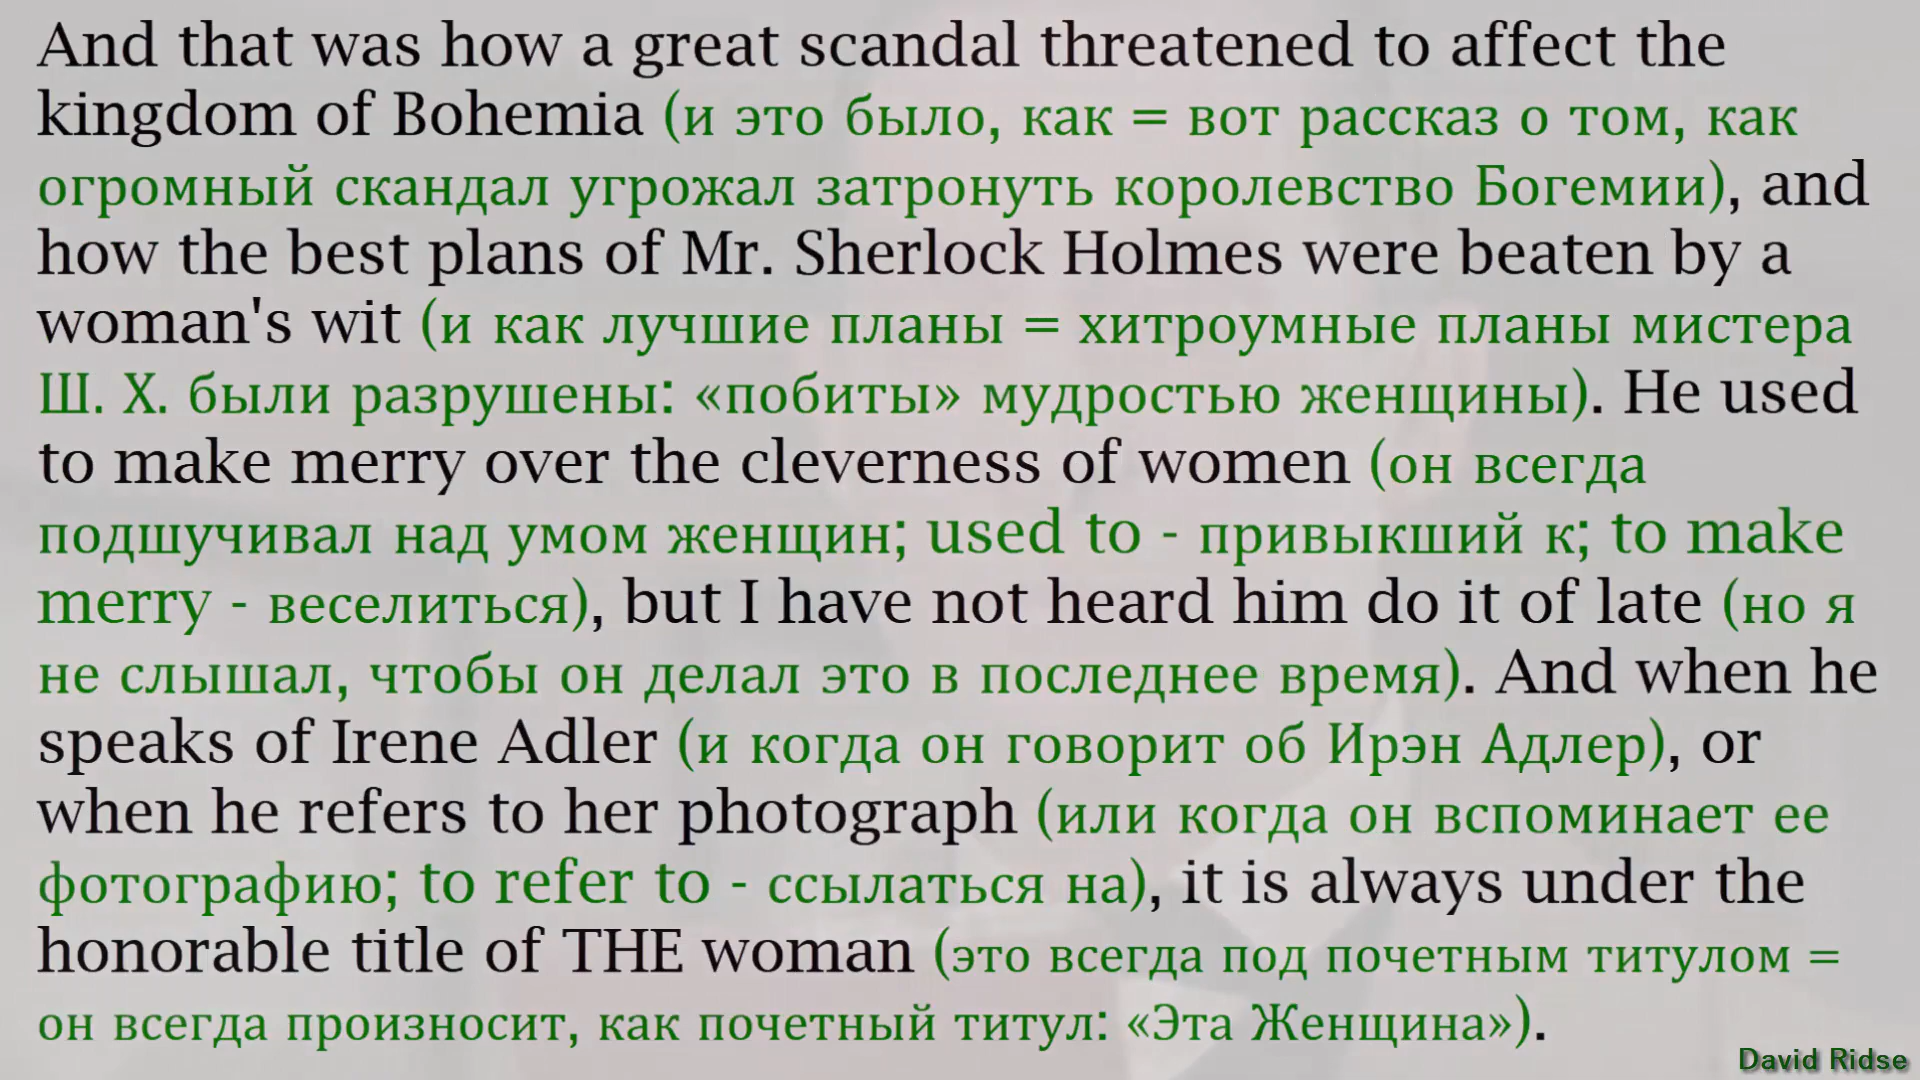 And that was how a great scandal threatened to affect the
kingdom of Bohemia (и это было, как = вот рассказ о том, как
огромный скандал угрожал затронуть королевство Богемии), and
how the best plans of Mr. Sherlock Holmes were beaten by a
woman's wit (и как лучшие планы = хитроумные планы мистера
Ш. Х. были разрушены: «побиты» мудростью женщины). He used
to make merry over the cleverness of women (он всегда
подшучивал над умом женщин; used to - привыкший к; to make
merry - веселиться), but I have not heard him do it of late (но я
не слышал, чтобы он делал это в последнее время). And when he
speaks of Irene Adler (и когда он говорит об Ирэн Адлер), or
when he refers to her photograph (или когда он вспоминает ее
фотографию; to refer to - ссылаться на), it is always under the
honorable title of THE woman (это всегда под почетным титулом =
он всегда произносит, как почетный титул: «Эта Женщина»).
David Ridse